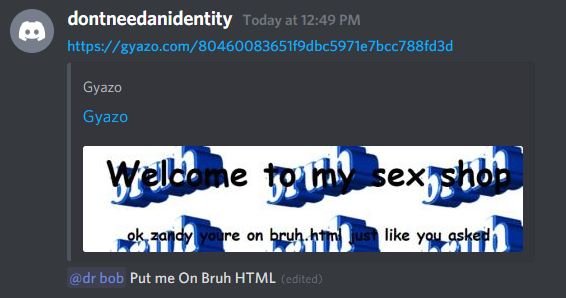 dontneedanidentity Today at 12:49 PM
https://gyazo.com/80460083651f9dbc5971e7bcc788fd3d
Gyazo
Gyazo
Welcome to my sex shop
ok zandy youre on bruh.html just like you asked
@dr bob Put me On Bruh HTML (edited)